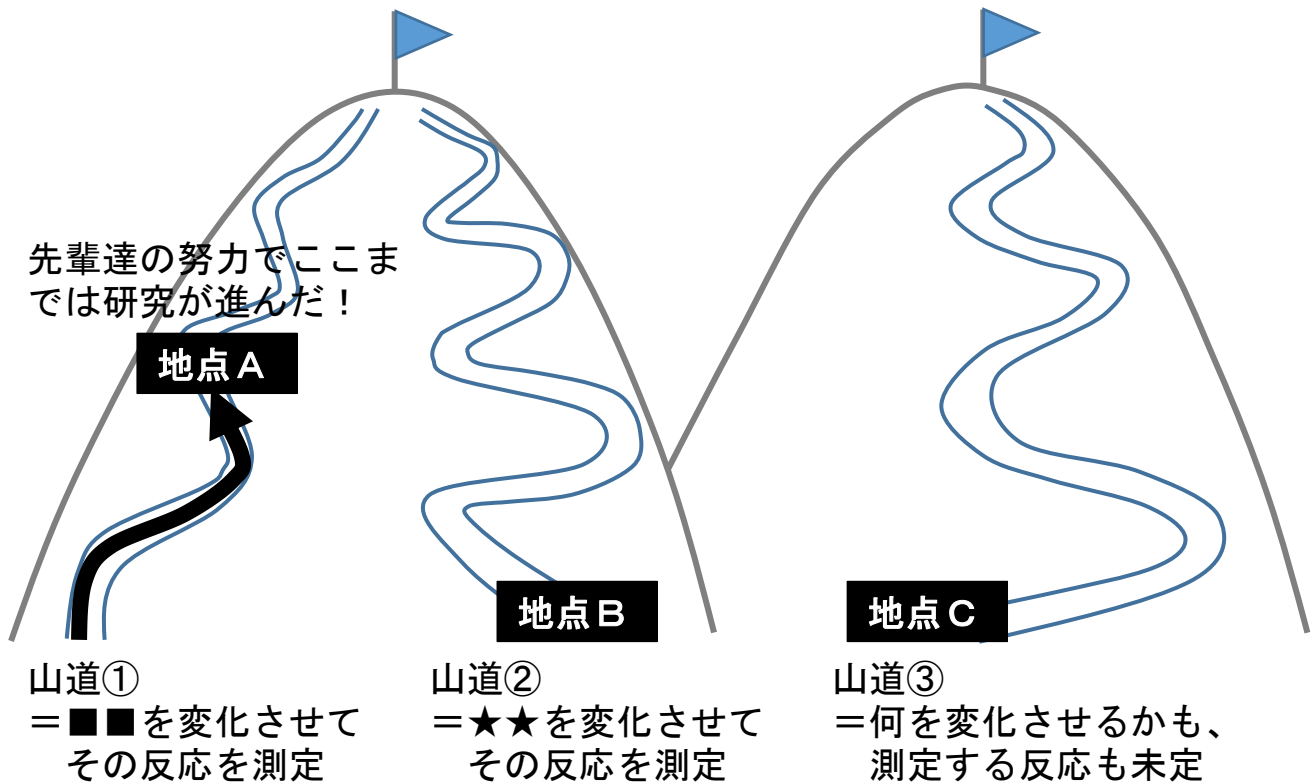 先輩達の努力でここま
では研究が進んだ！
地点Ａ
地点Ｂ
地点Ｃ
山道①
＝■■を変化させて
その反応を測定
山道②
＝★★を変化させて
その反応を測定
山道③
＝何を変化させるかも、
測定する反応も未定